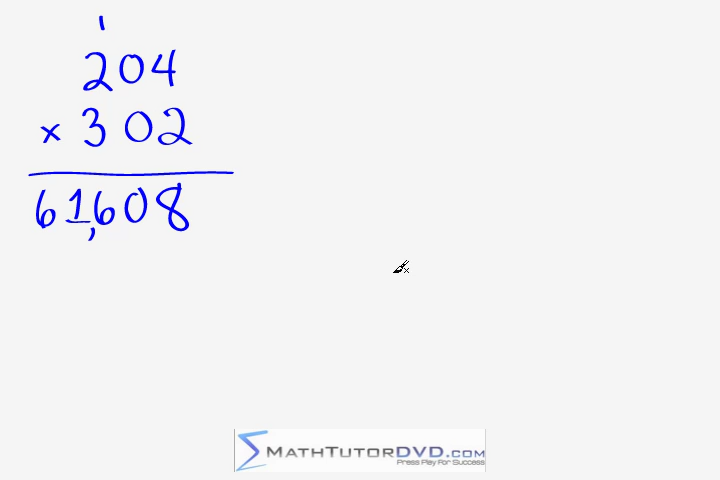 1
204
× 302
61,608
MATHTUTORDVD.COM
Press Play For Success